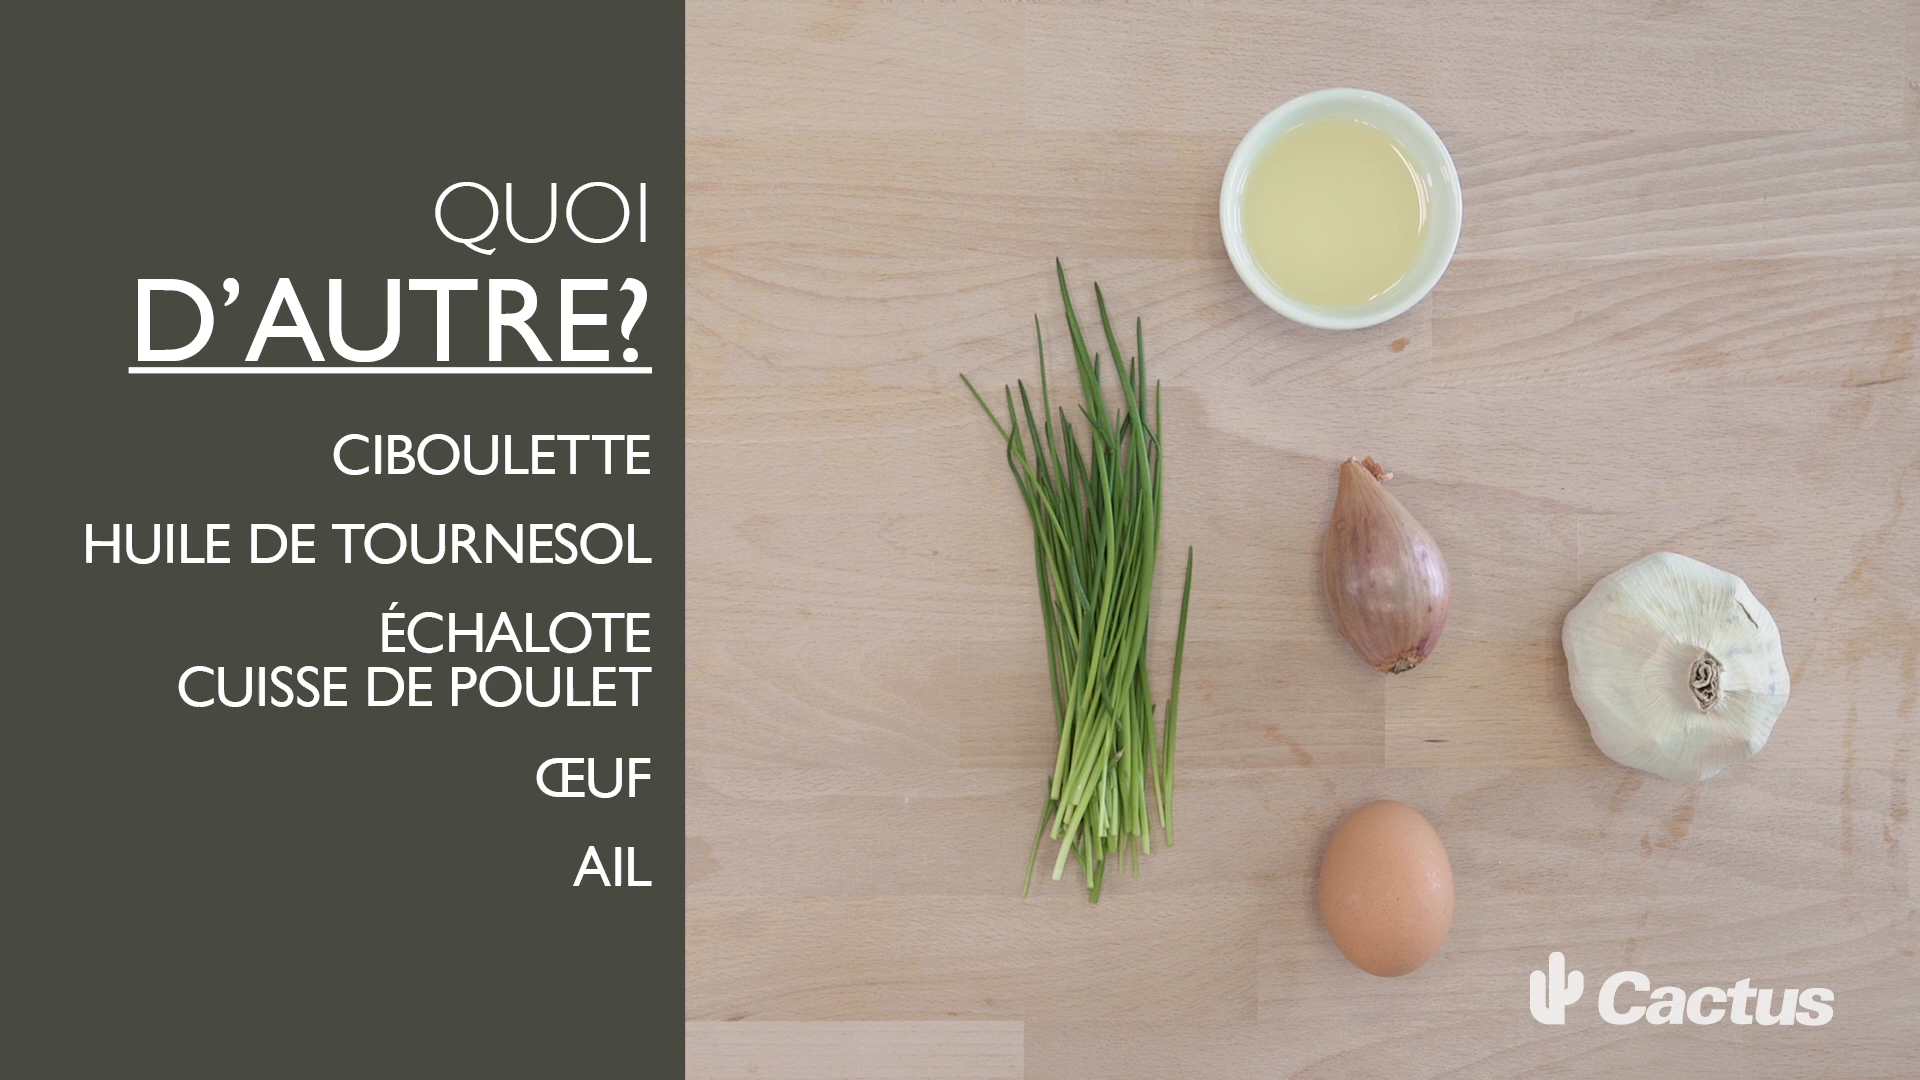 QUOI
D’AUTRE?
CIBOULETTE
HUILE DE TOURNESOL
ÉCHALOTE
CUISSE DE POULET
ŒUF
AIL
Cactus